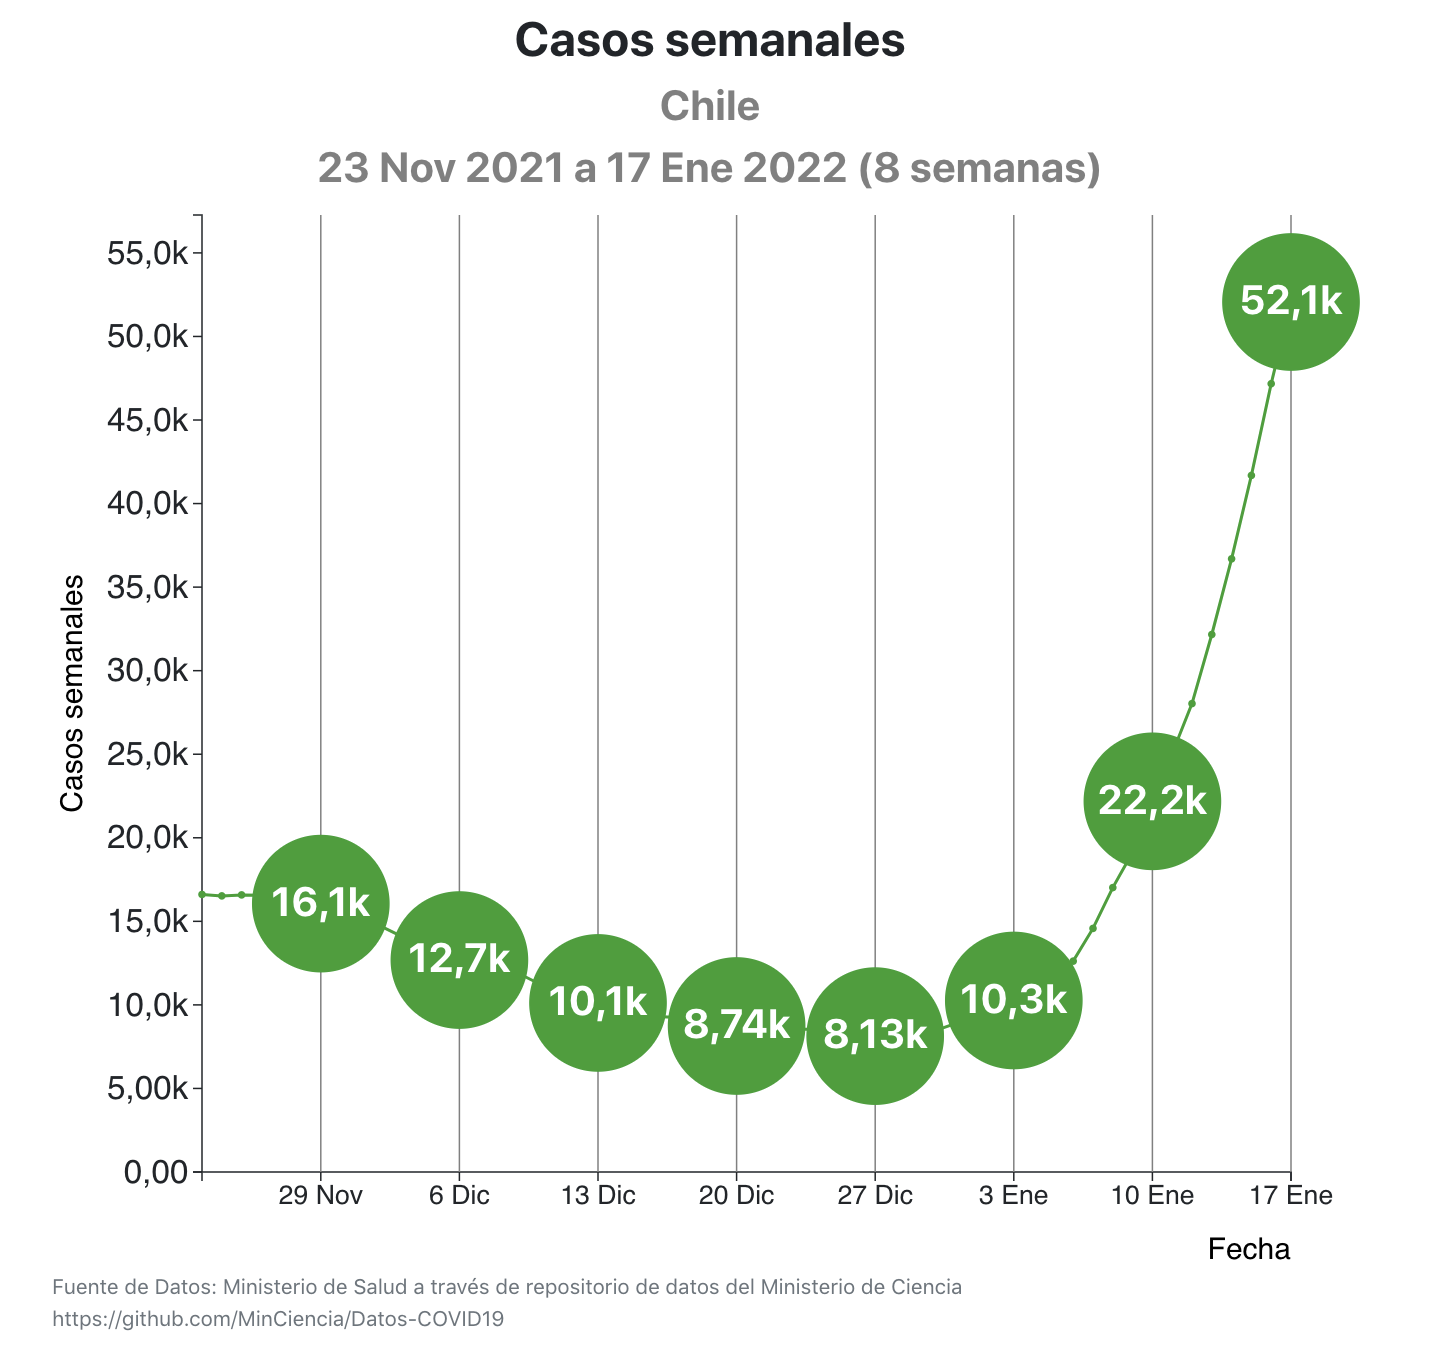 Casos semanales
Chile
23 Nov 2021 a 17 Ene 2022 (8 semanas)
55,0k
50,0k
45,0k
40,0k
35,0k
30,0k
25,0k
20,0k
15,0k
10,0k
5,00k
0,00
Casos semanales
16,1k
12,7k
10,1k
8,74k
8,13k
10,3k
22,2k
52,1k
29 Nov
6 Dic
13 Dic
20 Dic
27 Dic
3 Ene
10 Ene
17 Ene
Fecha
Fuente de Datos: Ministerio de Salud a través de repositorio de datos del Ministerio de Ciencia
https://github.com/MinCiencia/Datos-COVID19